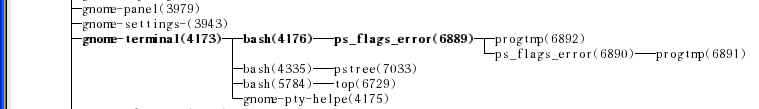 gnome-panel(3979)
gnome-settings-(3943)
gnome-terminal(4173)—bash(4176)—ps_flags_error(6889)—progtmp(6892)
ps_flags_error(6890)—progtmp(6891)
bash(4335)—pstree(7033)
bash(5784)—top(6729)
gnome-pty-helpe(4175)